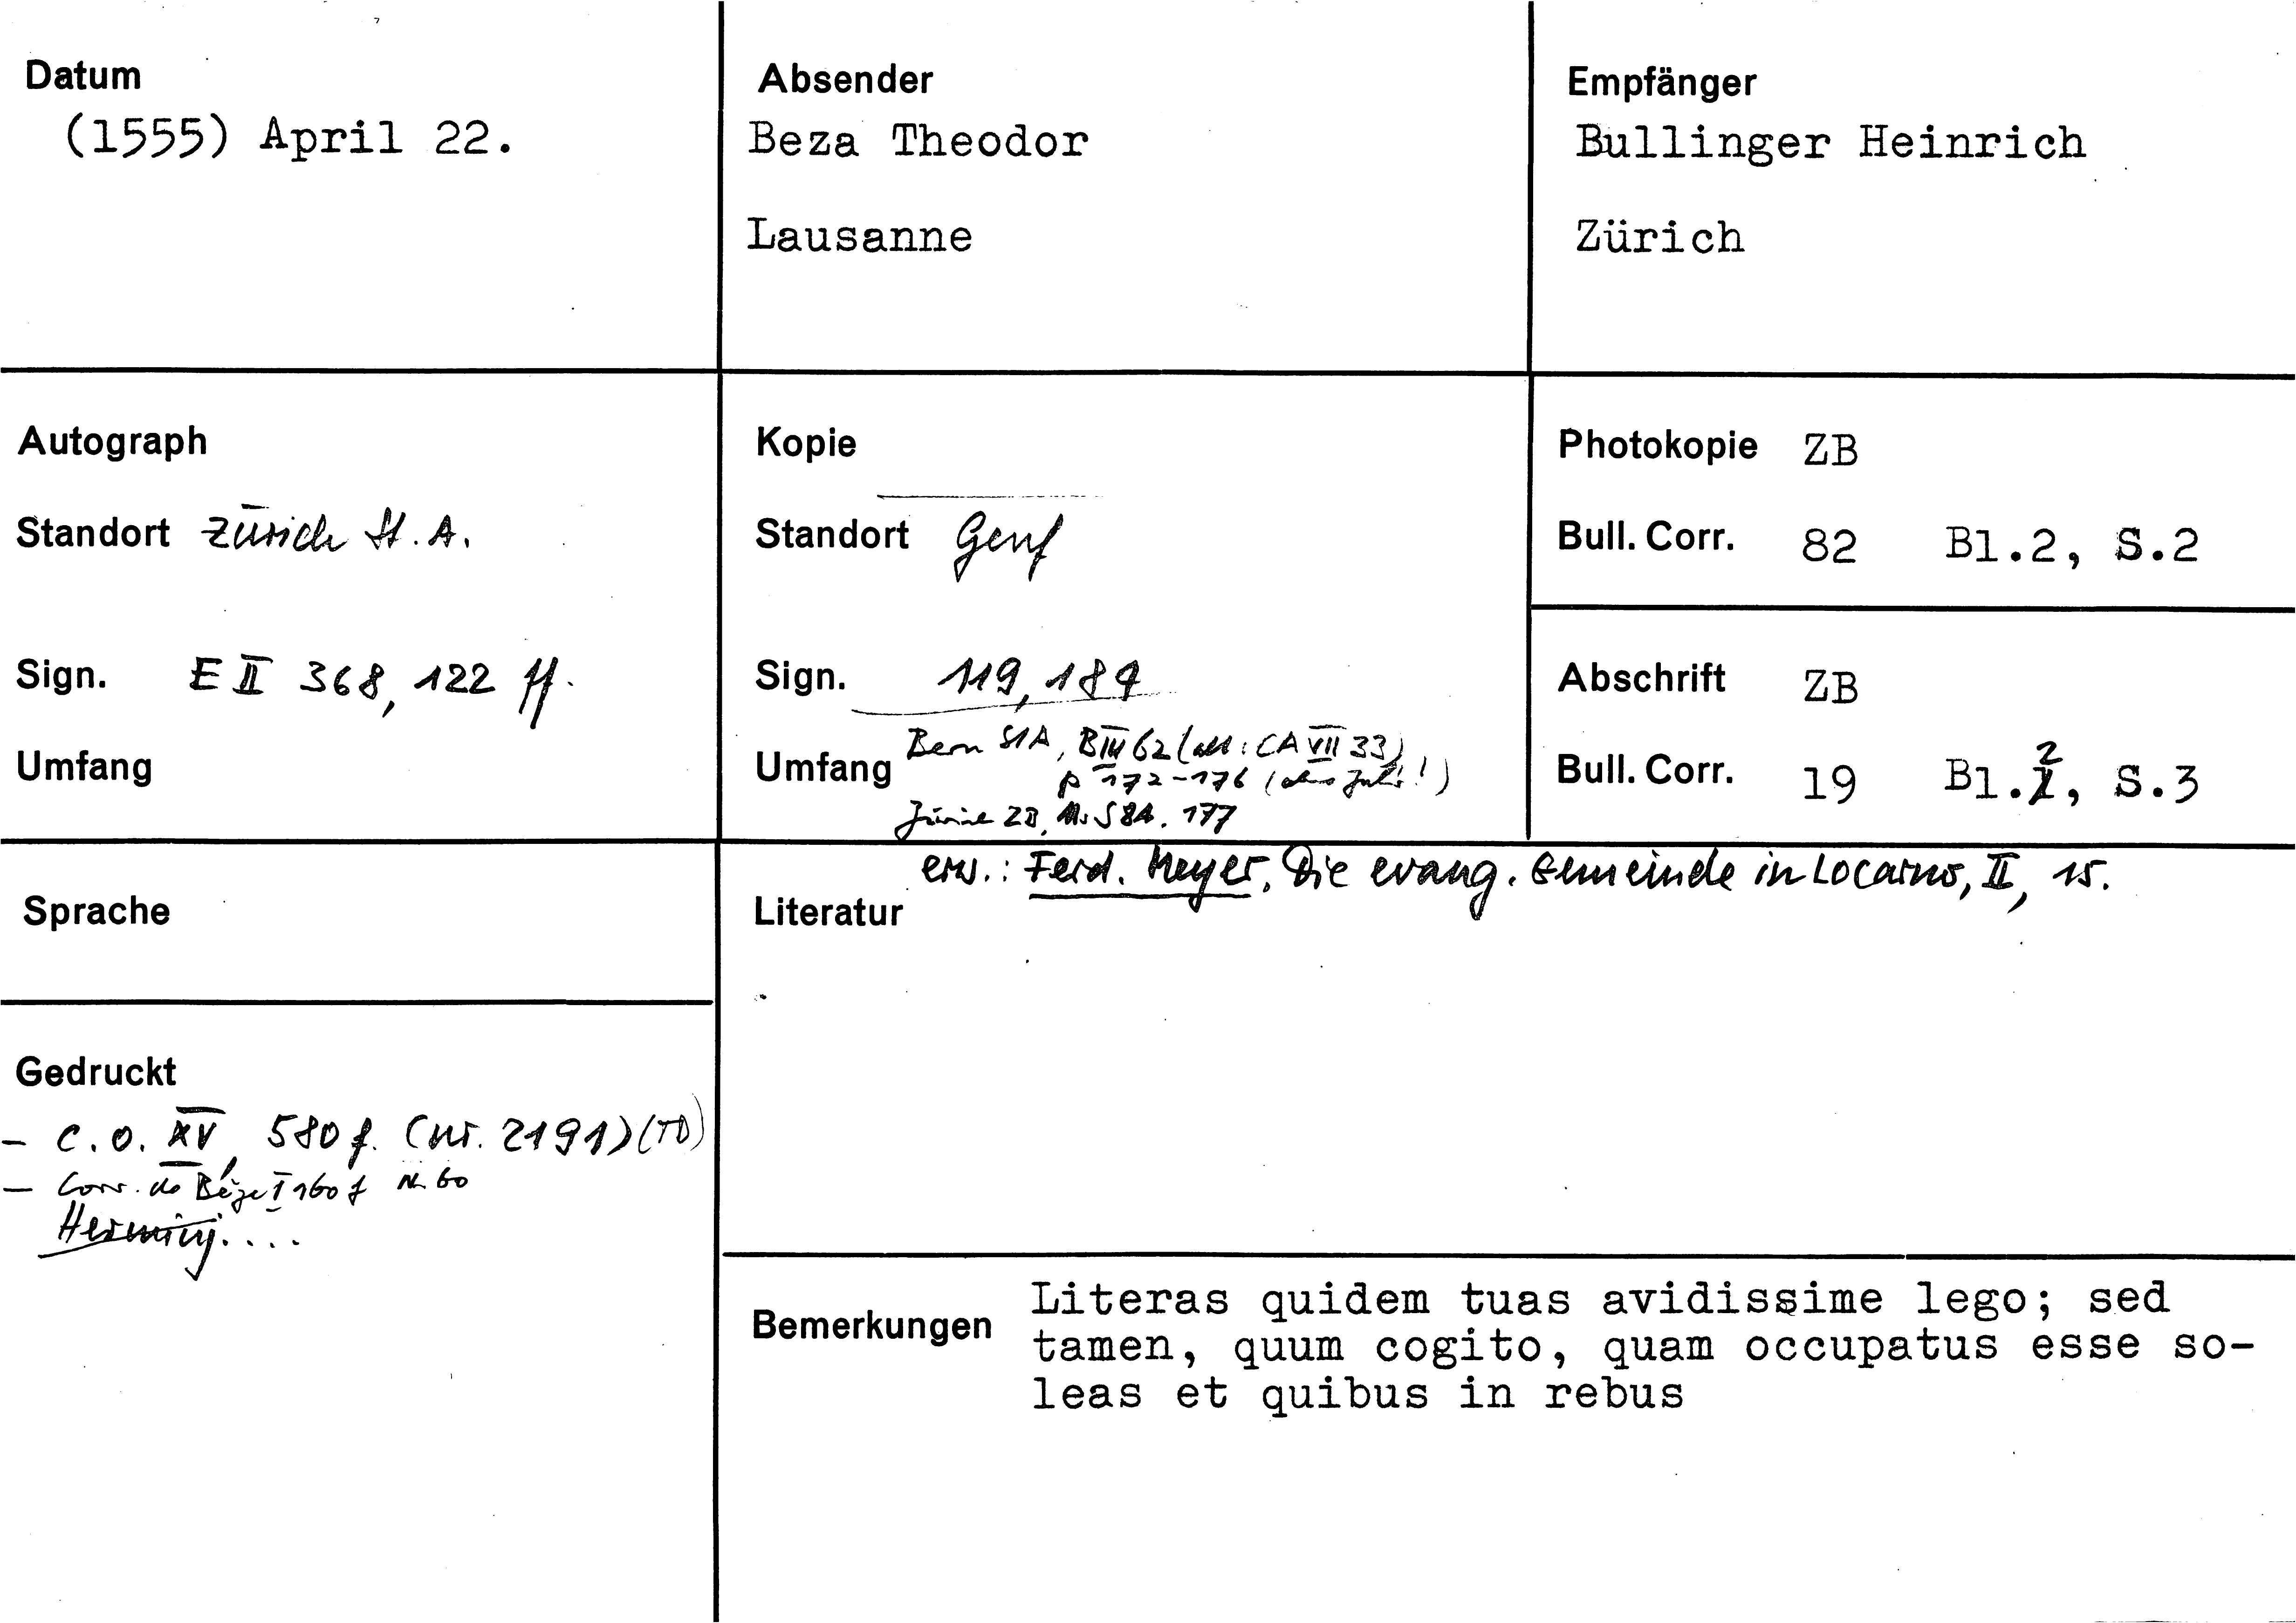 Datum
(1555) April 22.
Absender
Beza Theodor
Lausanne
Empfänger
Bullinger Heinrich
Zürich
Autograph
Standort Zürich St. A.
Sign. E II 368, 122 ff.
Umfang
Kopie
Standort Genf
Sign. 119, 189
Umfang Bern StA, B III 62 (alt: CA VII 33)
p 172-176
ZB, Ms S 84, 177
Photokopie ZB
Bull. Corr. 82 Bl.2, S.2
Abschrift ZB
Bull. Corr. 19 Bl.2, S.3
Sprache
Gedruckt
- C.O. XV, 580 f. (nr. 2191) (TD)
- Corr. de Bèze I 160 f Nr. 60
Herminj....
Literatur erw.: Ferd. Meyer, Die evang. Gemeinde in Locarno, II, 15.
Bemerkungen Literas quidem tuas avidissime lego; sed
tamen, quum cogito, quam occupatus esse so-
leas et quibus in rebus